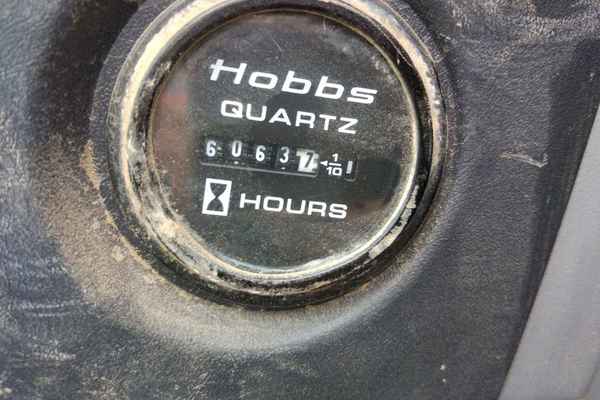 Hobbs
QUARTZ
60637 ◄1/10
HOURS